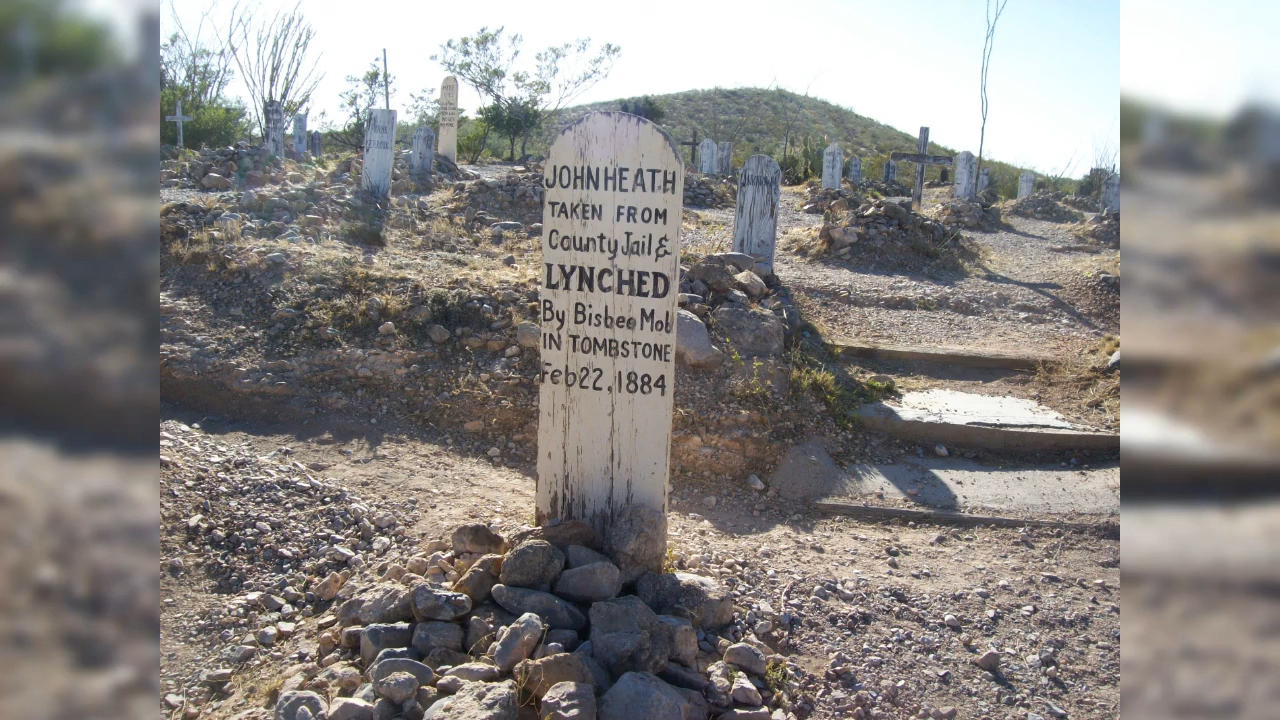 JOHN HEATH
TAKEN FROM
County Jail &
LYNCHED
By Bisbee Mob
IN TOMBSTONE
Feb 22, 1884